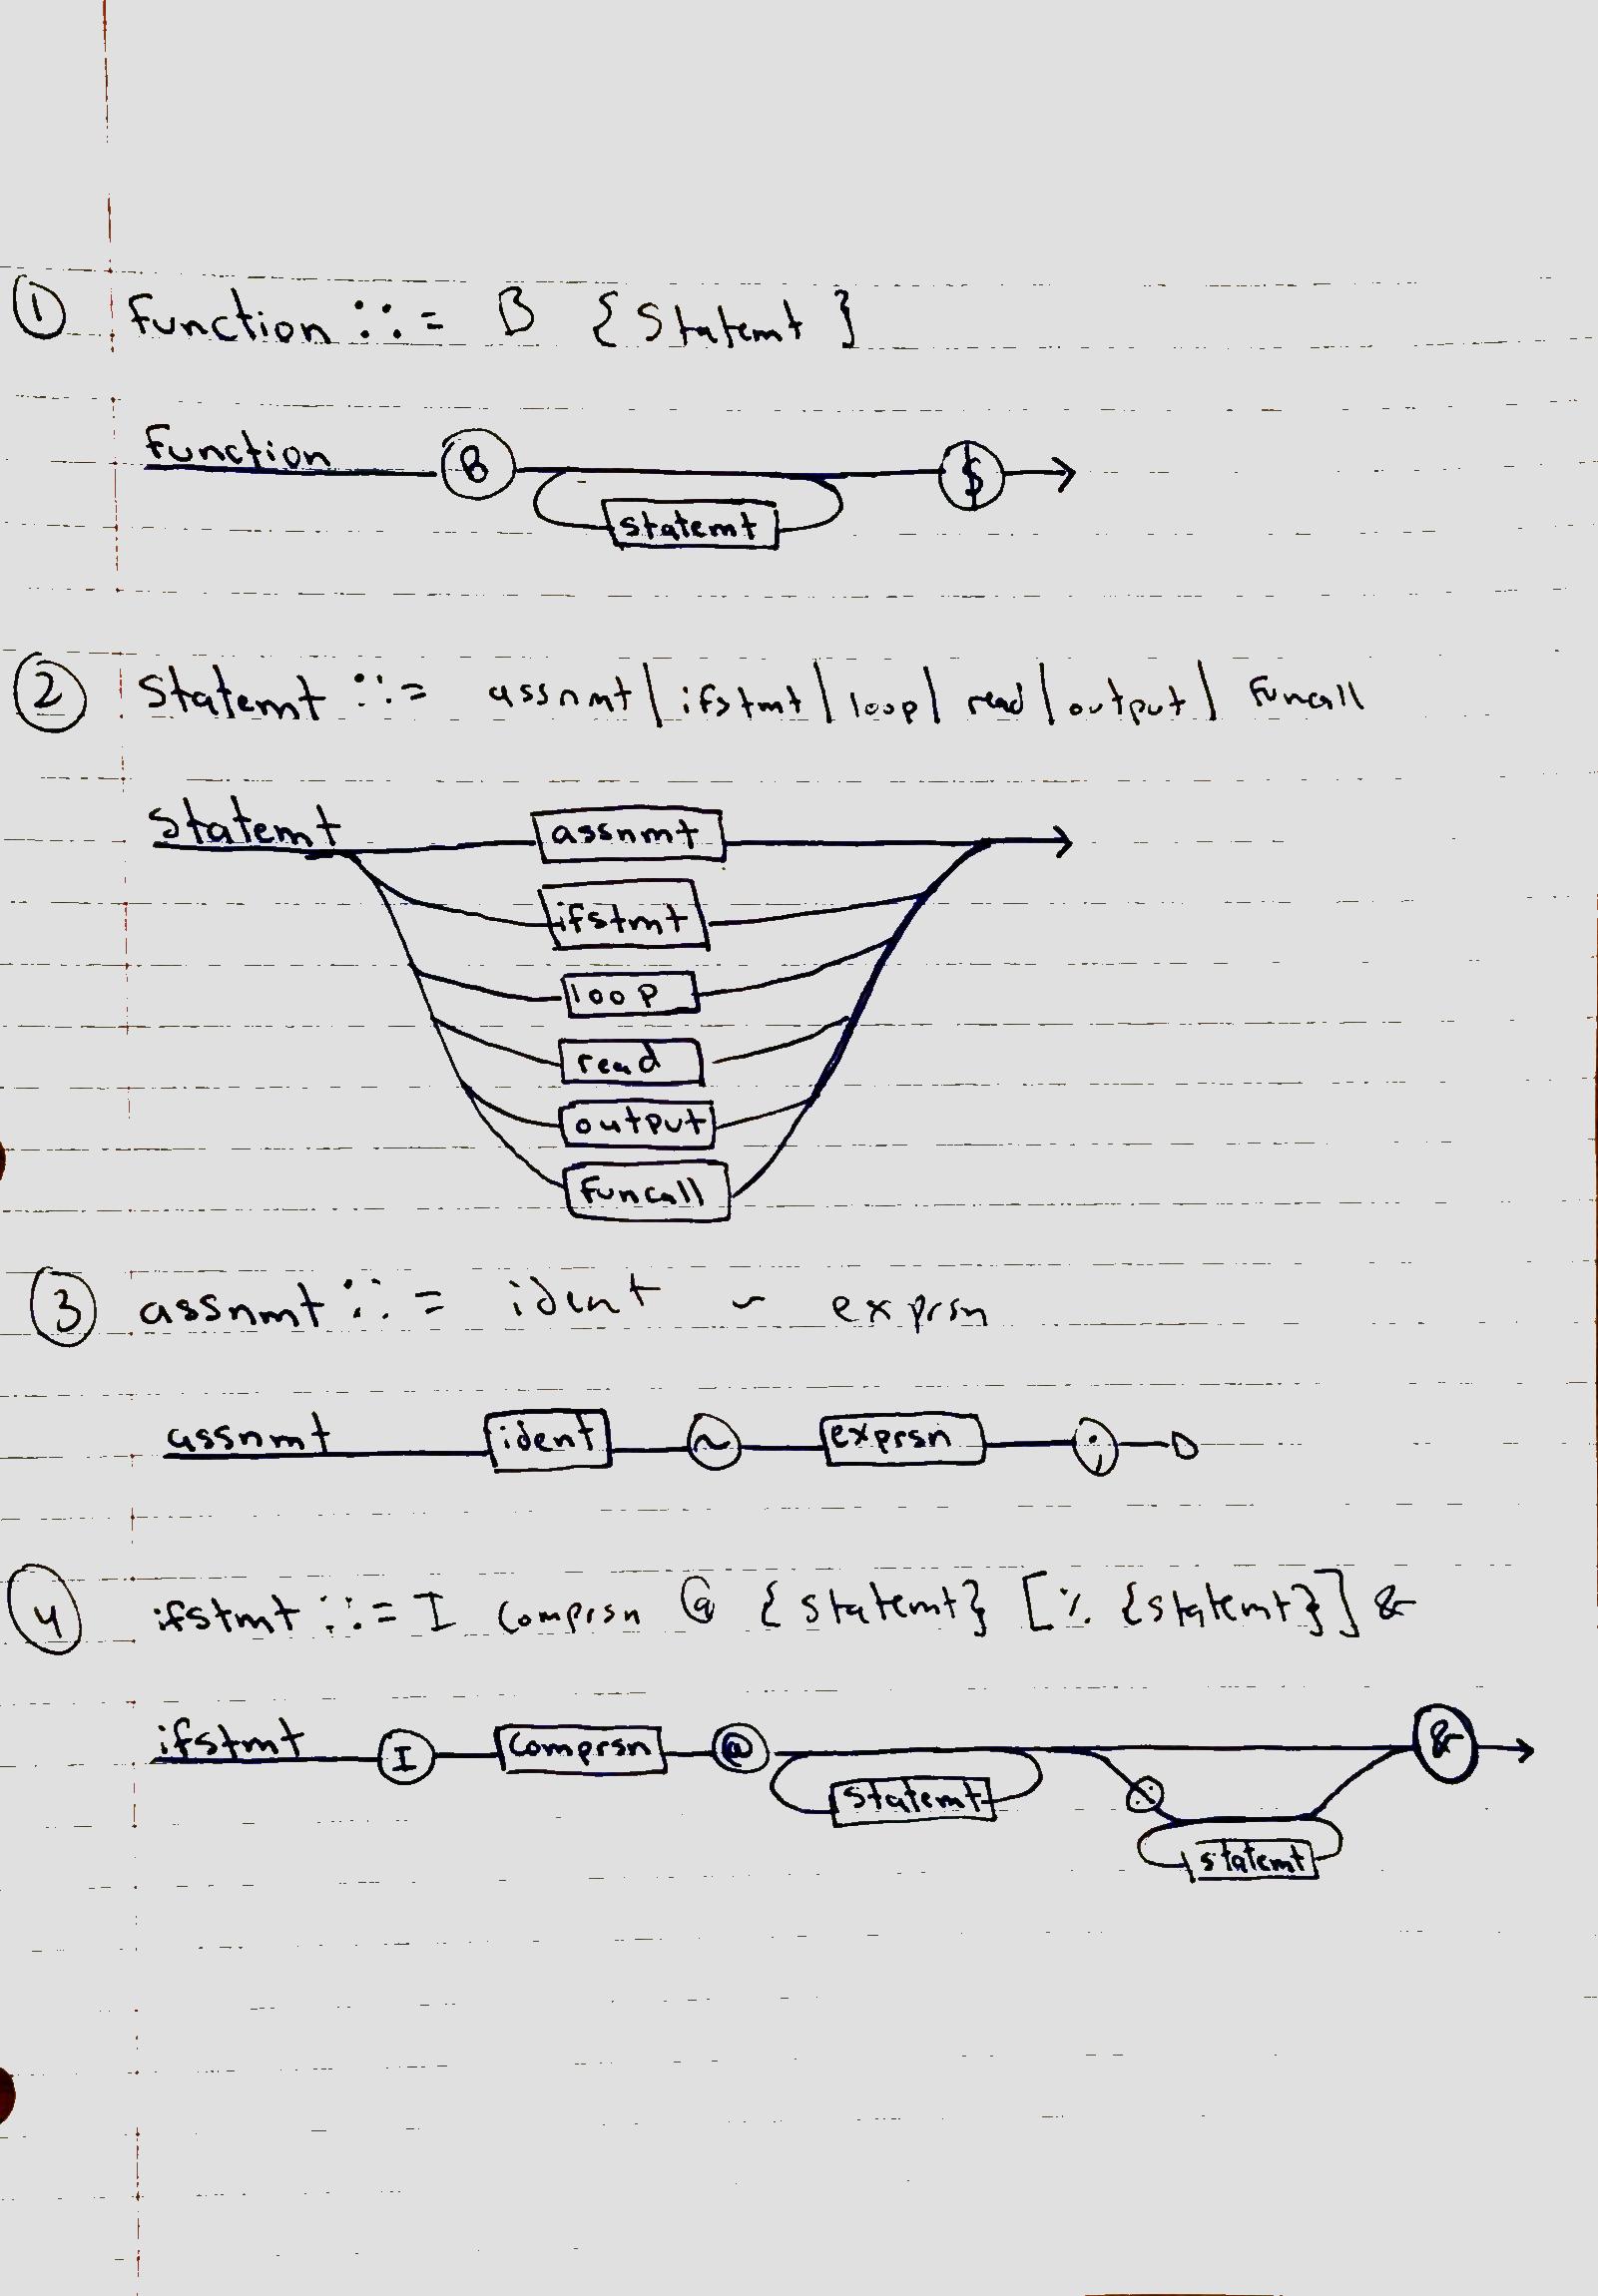 ① function ::= B {Statemt}
function B $
statemt
② Statemt ::= assnmt | ifstmt | loop | read | output | funcall
Statemt assnmt
ifstmt
loop
read
output
funcall
③ assnmt ::= ident ~ exprsn
assnmt ident ~ exprsn ;
④ ifstmt ::= I comprsn @ {statemt} [% {statemt}] &
ifstmt I comprsn @ &
statemt
statemt